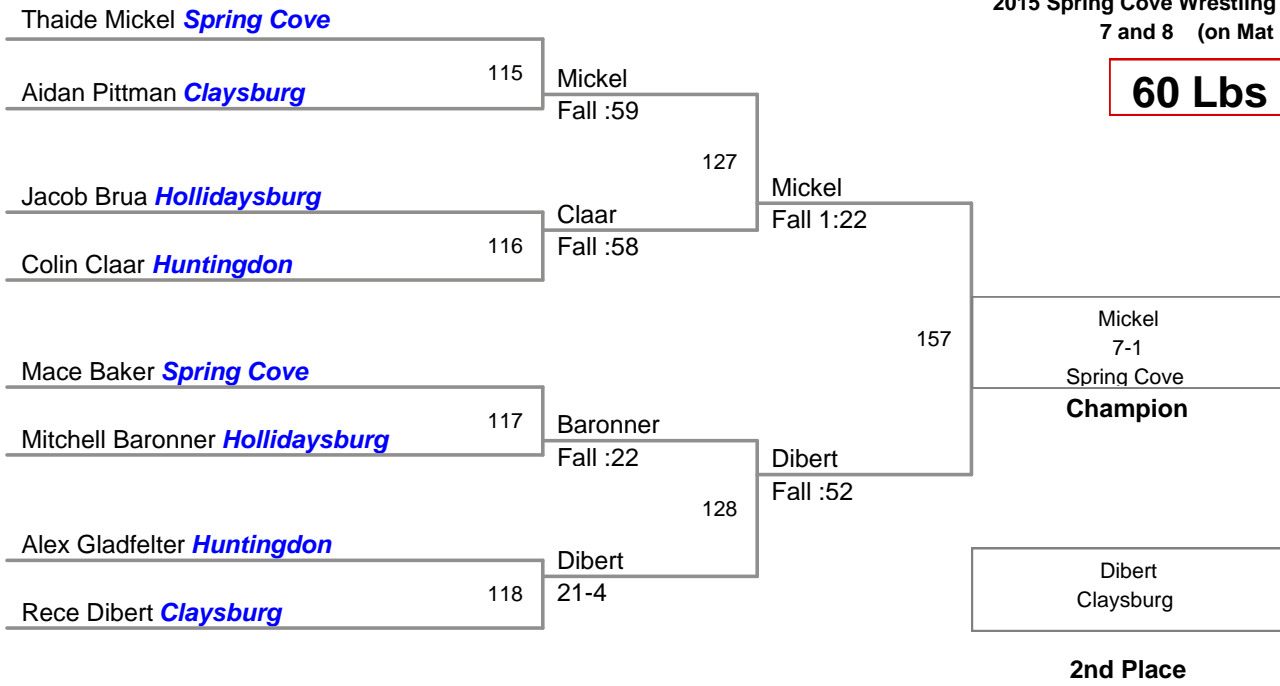 2015 Spring Cove Wrestling
7 and 8 (on Mat
60 Lbs
Thaide Mickel Spring Cove
115
Aidan Pittman Claysburg
Mickel
Fall :59
127
Jacob Brua Hollidaysburg
116
Colin Claar Huntingdon
Claar
Fall :58
Mickel
Fall 1:22
157
Mace Baker Spring Cove
117
Mitchell Baronner Hollidaysburg
Baronner
Fall :22
128
Alex Gladfelter Huntingdon
118
Rece Dibert Claysburg
Dibert
21-4
Dibert
Fall :52
Mickel
7-1
Spring Cove
Champion
Dibert
Claysburg
2nd Place